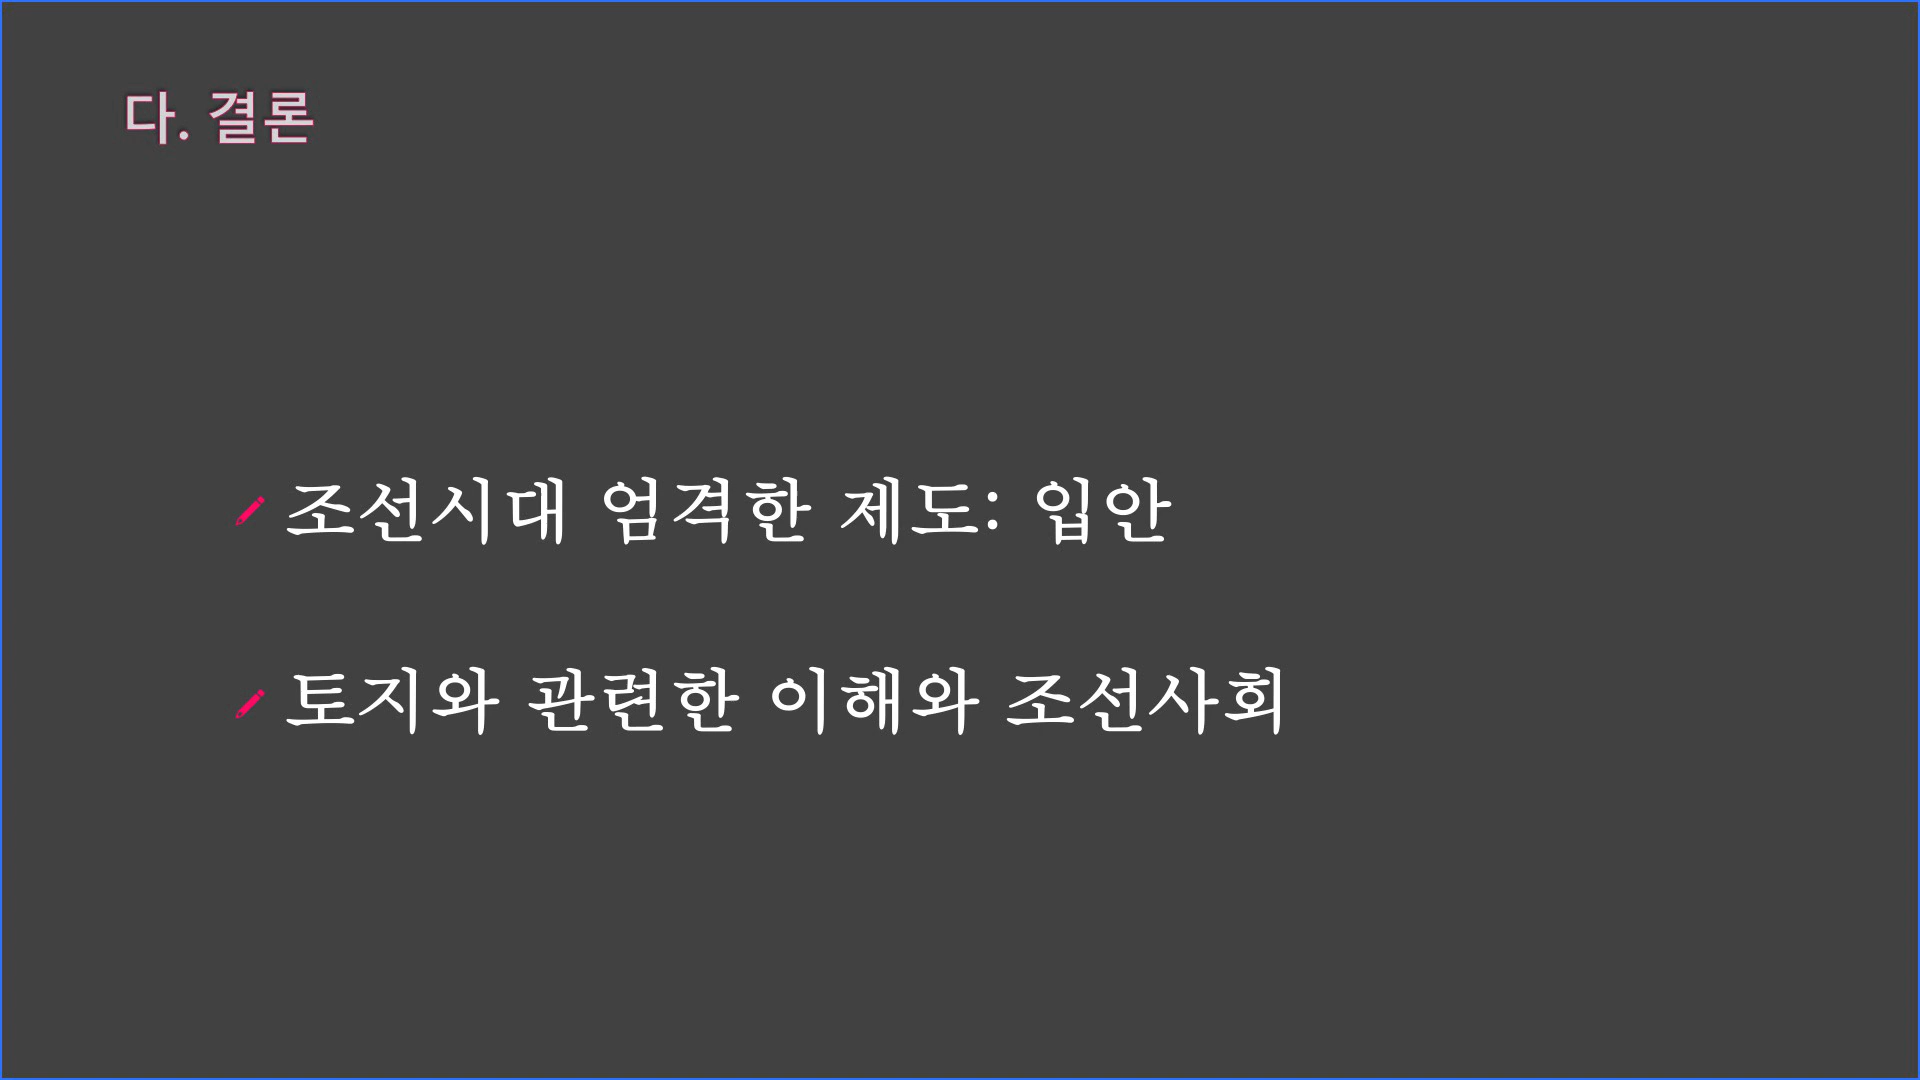 다. 결론
조선시대 엄격한 제도: 입안
토지와 관련한 이해와 조선사회